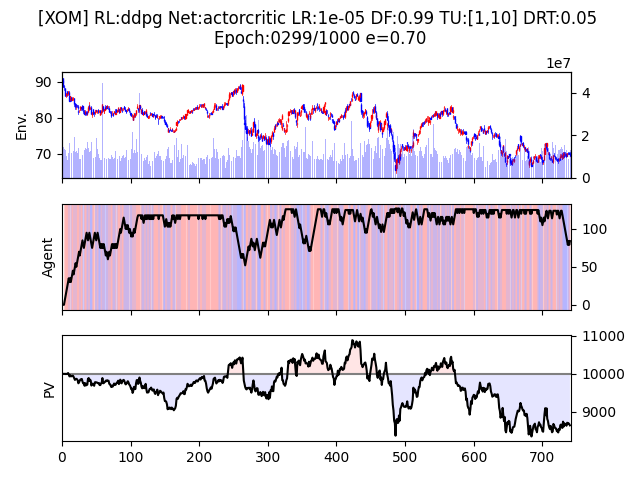 [XOM] RL:ddpg Net:actorcritic LR:1e-05 DF:0.99 TU:[1,10] DRT:0.05
Epoch:0299/1000 e=0.70
1e7
90
80
70
Env.
4
2
0
Agent
100
50
0
PV
11000
10000
9000
0 100 200 300 400 500 600 700